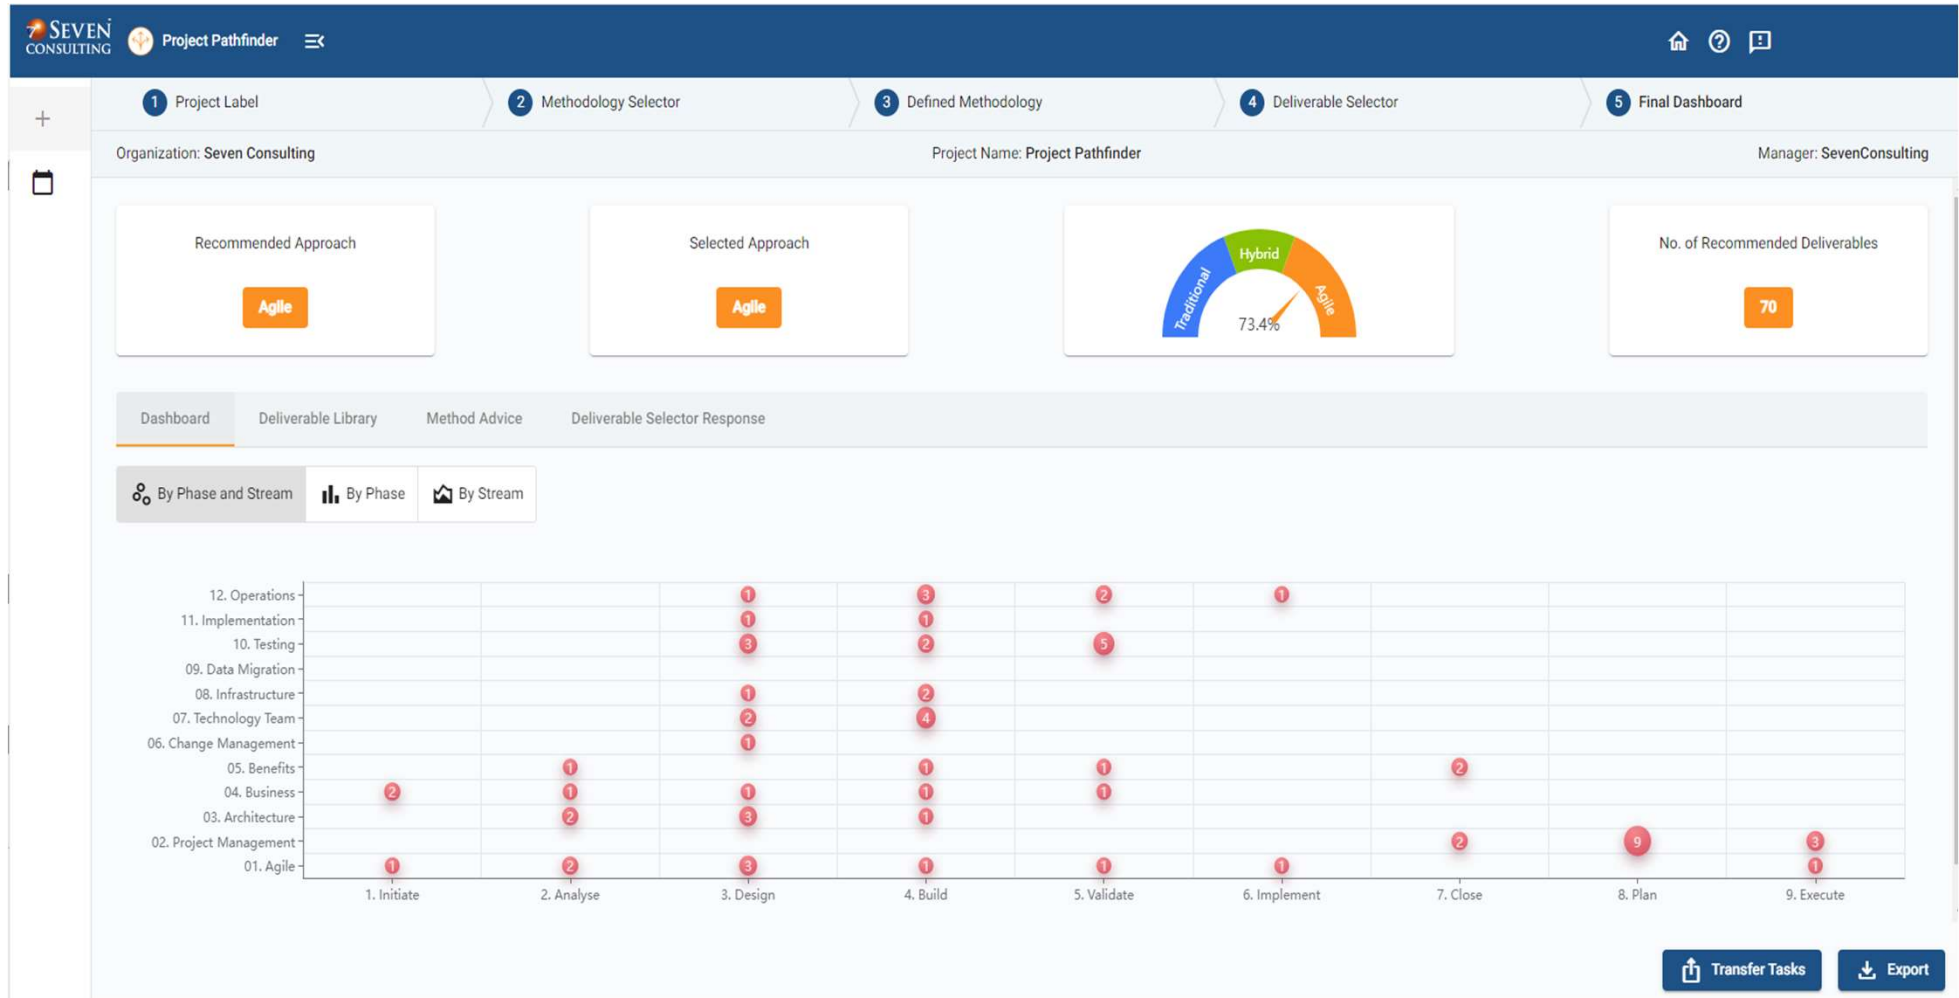 SEVEN
CONSULTING
Project Pathfinder
1 Project Label
2 Methodology Selector
3 Defined Methodology
4 Deliverable Selector
5 Final Dashboard
Organization: Seven Consulting
Project Name: Project Pathfinder
Manager: SevenConsulting
Recommended Approach
Agile
Selected Approach
Agile
Traditional
Hybrid
Agile
73.4%
No. of Recommended Deliverables
70
Dashboard
Deliverable Library
Method Advice
Deliverable Selector Response
By Phase and Stream
By Phase
By Stream
12. Operations 1 3 2 1
11. Implementation 1 1
10. Testing 3 2 5
09. Data Migration
08. Infrastructure 1 2
07. Technology Team 2 4
06. Change Management 1
05. Benefits 1 1 1 2
04. Business 2 1 1 1 1
03. Architecture 2 3 1
02. Project Management 2 9 3
01. Agile 1 2 3 1 1 1 1
1. Initiate
2. Analyse
3. Design
4. Build
5. Validate
6. Implement
7. Close
8. Plan
9. Execute
Transfer Tasks
Export